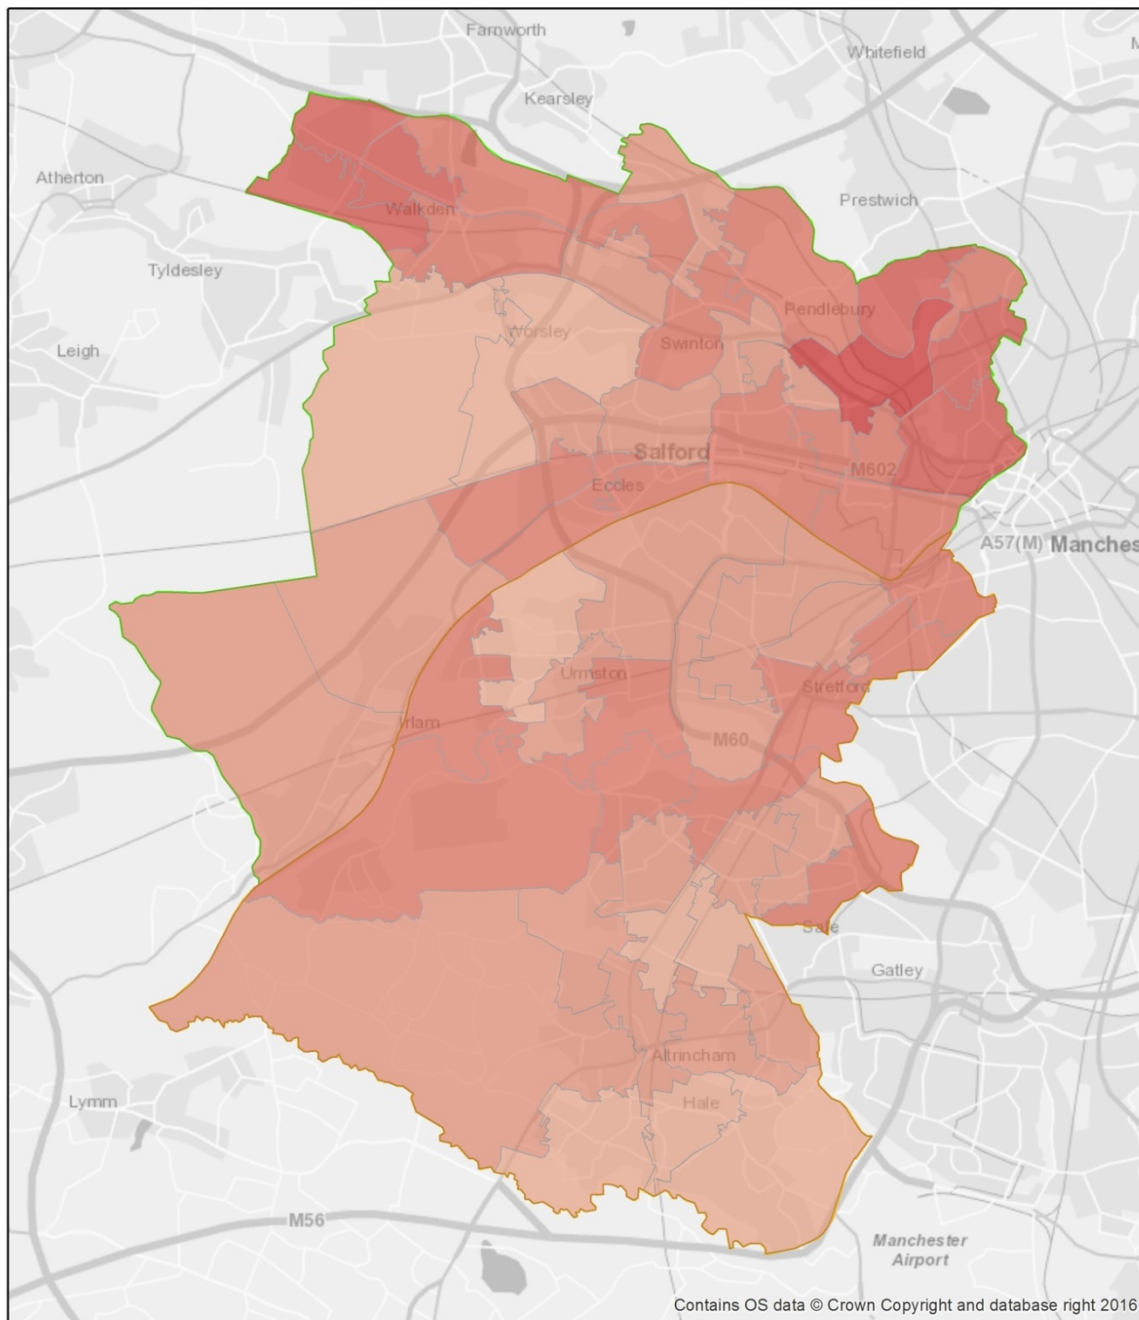 Farnworth
Whitefield
M
Kearsley
Atherton
Prestwich
Walkden
Tyldesley
Pendlebury
Worsley
Leigh
Swinton
Salford
M602
Eccles
A57(M)
Manches
Urmston
Stretford
Irlam
M60
Sale
Gatley
Altrincham
Lymm
Hale
M56
Manchester
Airport
Contains OS data © Crown Copyright and database right 2016